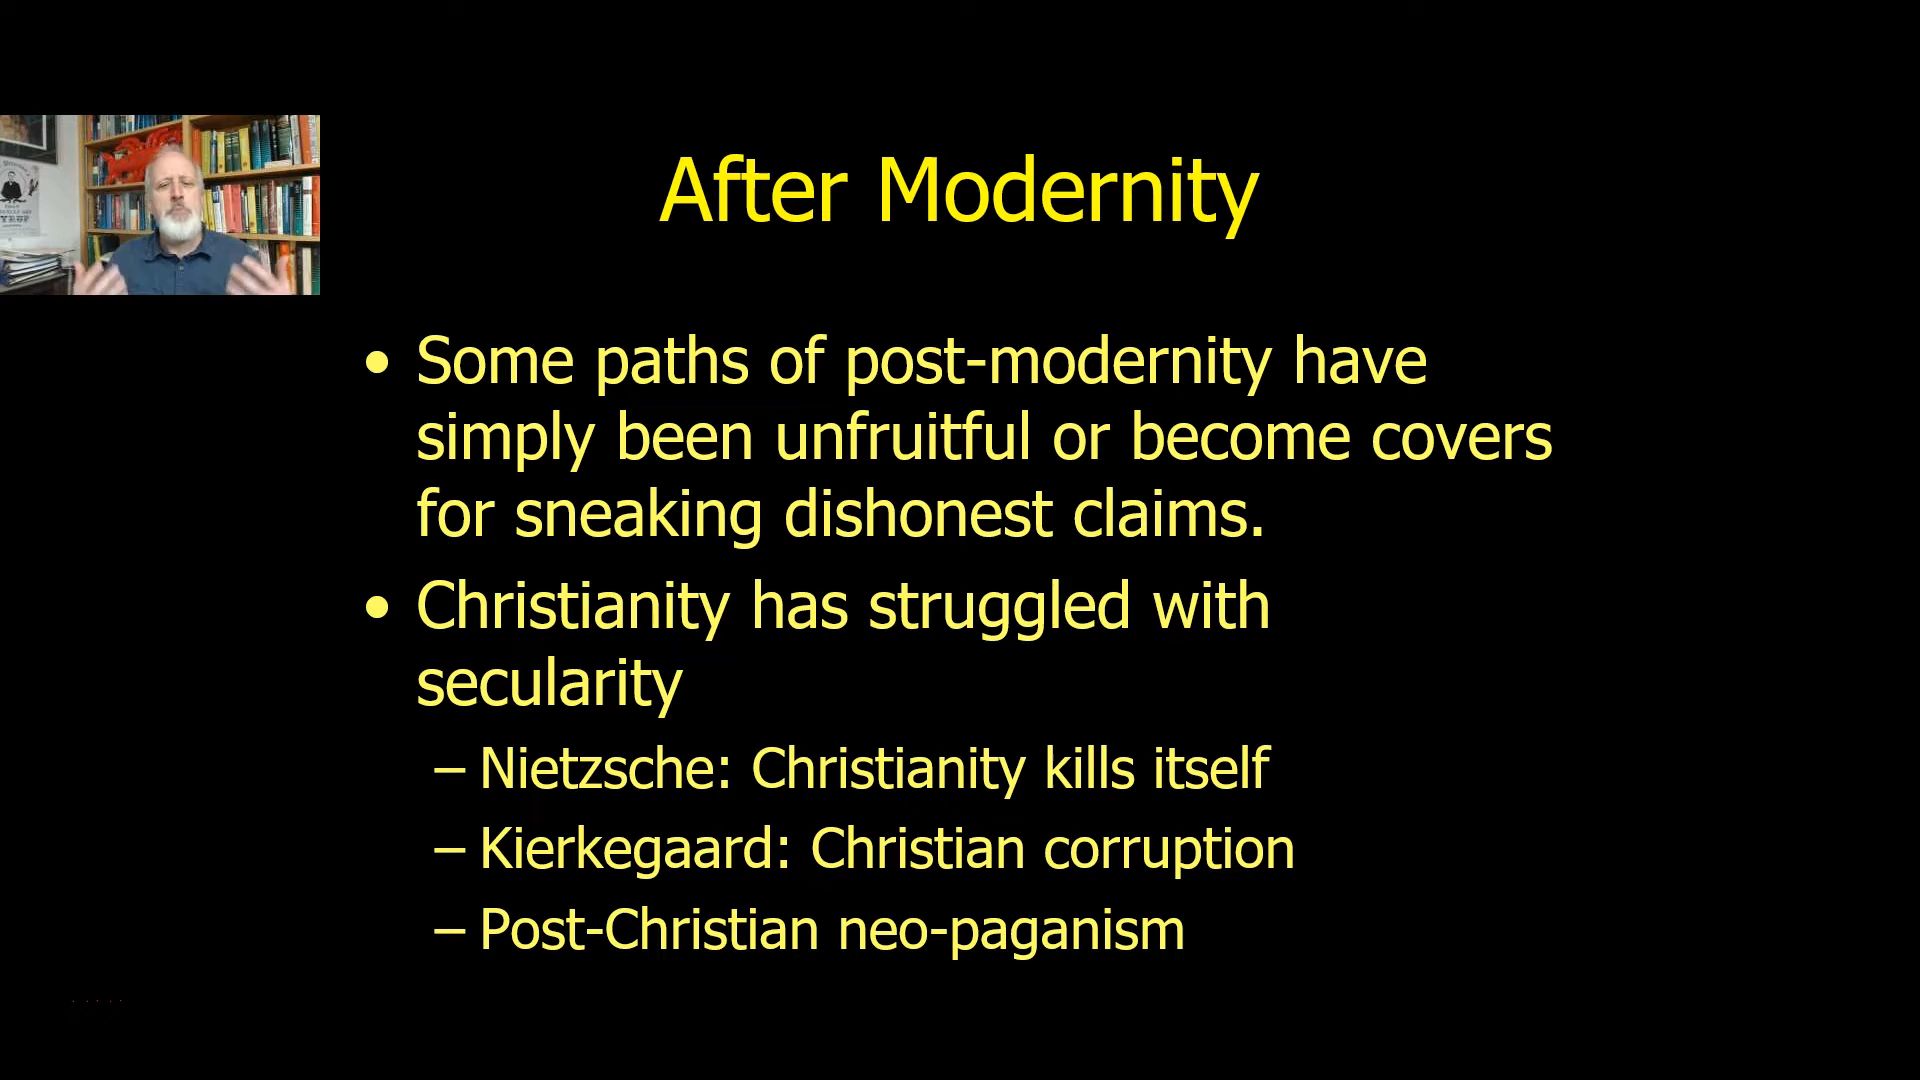 After Modernity
• Some paths of post-modernity have
simply been unfruitful or become covers
for sneaking dishonest claims.
• Christianity has struggled with
secularity
– Nietzsche: Christianity kills itself
– Kierkegaard: Christian corruption
– Post-Christian neo-paganism